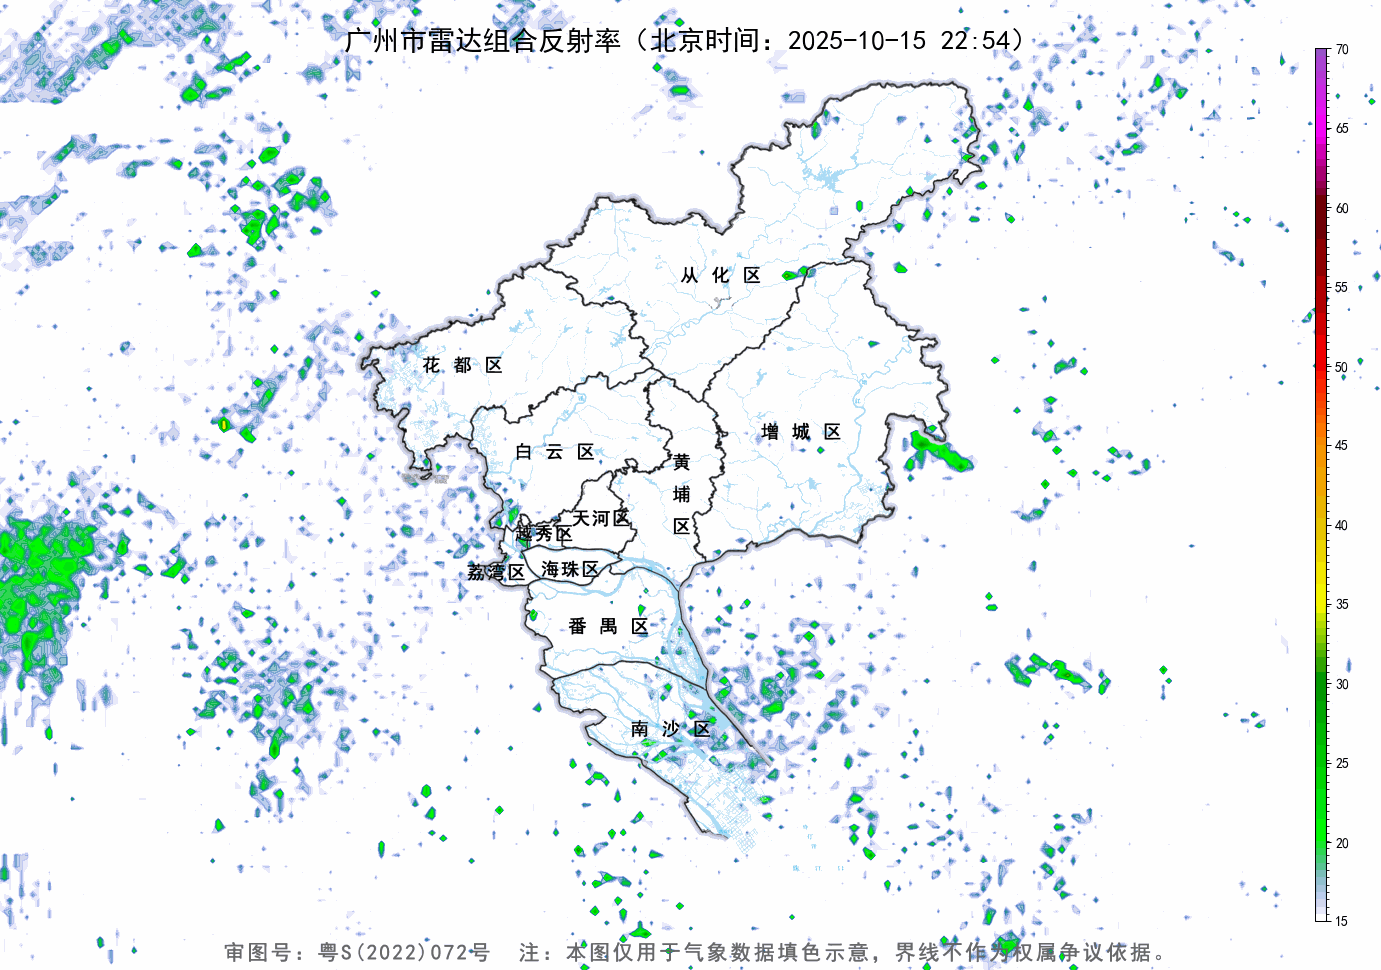 广州市雷达组合反射率（北京时间：2025-10-15 22:54）
70
65
60
55
50
45
40
35
30
25
20
15
从化区
花都区
增城区
白云区
黄埔区
天河区
越秀区
荔湾区
海珠区
番禺区
南沙区
审图号：粤S(2022)072号 注：本图仅用于气象数据填色示意，界线不作为权属争议依据。